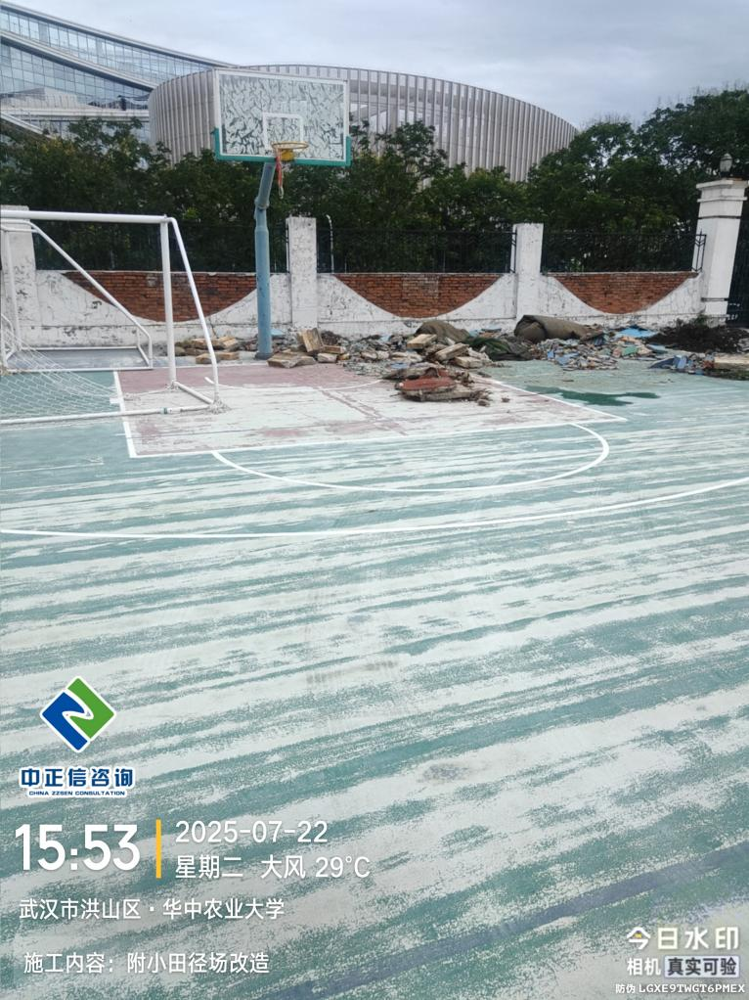 中正信咨询
CHINA ZZSEN CONSULTATION
15:53
2025-07-22
星期二 大风 29°C
武汉市洪山区·华中农业大学
施工内容：附小田径场改造
今日水印
相机 真实可验
防伪 LGXE9TWGT6PMEX